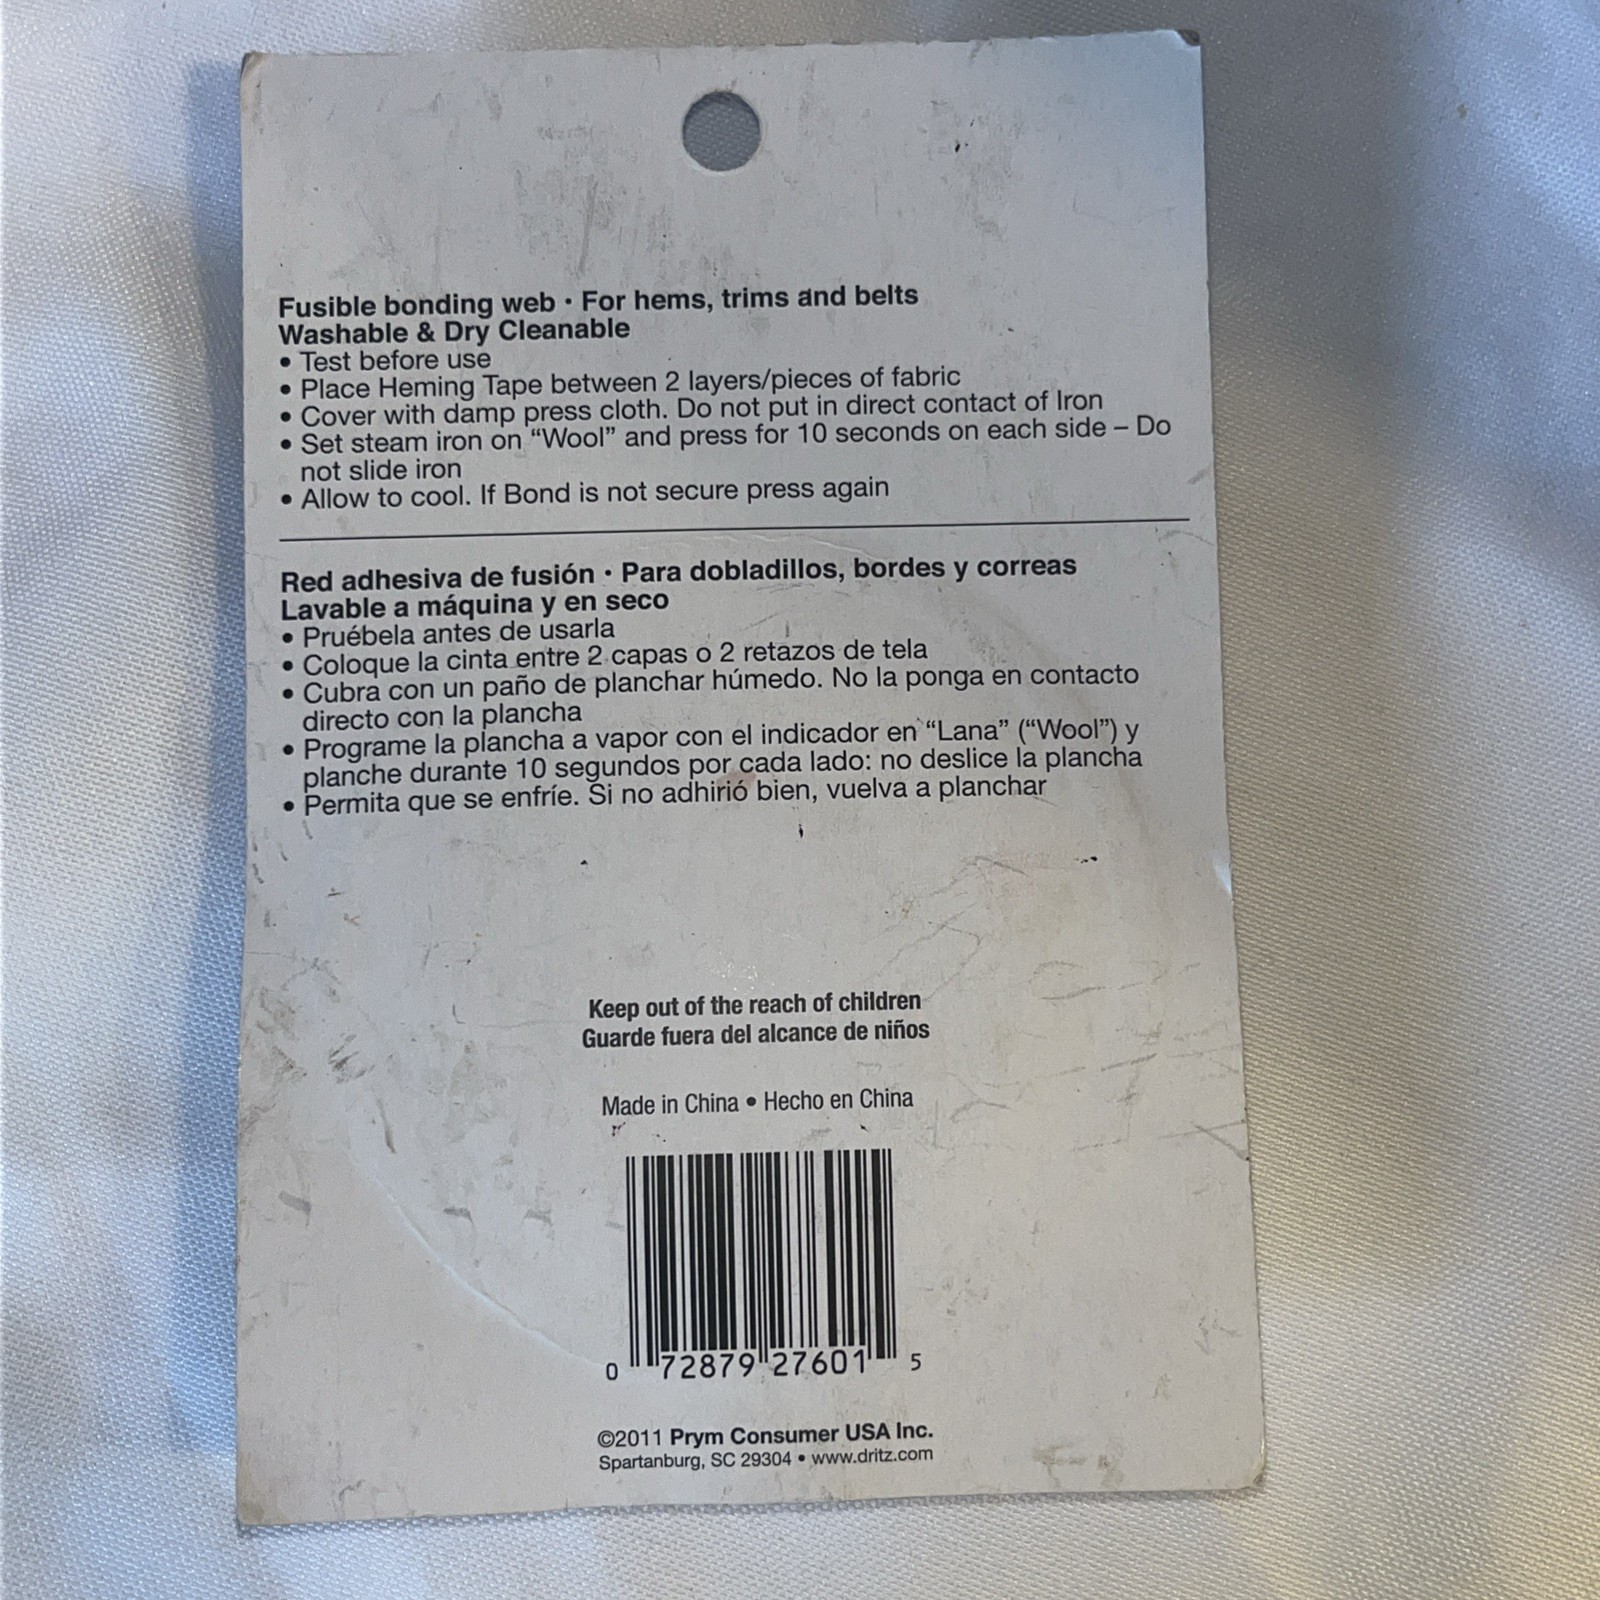 Fusible bonding web • For hems, trims and belts
Washable & Dry Cleanable
• Test before use
• Place Heming Tape between 2 layers/pieces of fabric
• Cover with damp press cloth. Do not put in direct contact of Iron
• Set steam iron on “Wool” and press for 10 seconds on each side – Do
not slide iron
• Allow to cool. If Bond is not secure press again
Red adhesiva de fusión • Para dobladillos, bordes y correas
Lavable a máquina y en seco
• Pruébela antes de usarla
• Coloque la cinta entre 2 capas o 2 retazos de tela
• Cubra con un paño de planchar húmedo. No la ponga en contacto
directo con la plancha
• Programe la plancha a vapor con el indicador en “Lana” (“Wool”) y
planche durante 10 segundos por cada lado: no deslice la plancha
• Permita que se enfríe. Si no adhirió bien, vuelva a planchar
Keep out of the reach of children
Guarde fuera del alcance de niños
Made in China • Hecho en China
0 72879 27601 5
©2011 Prym Consumer USA Inc.
Spartanburg, SC 29304 • www.dritz.com